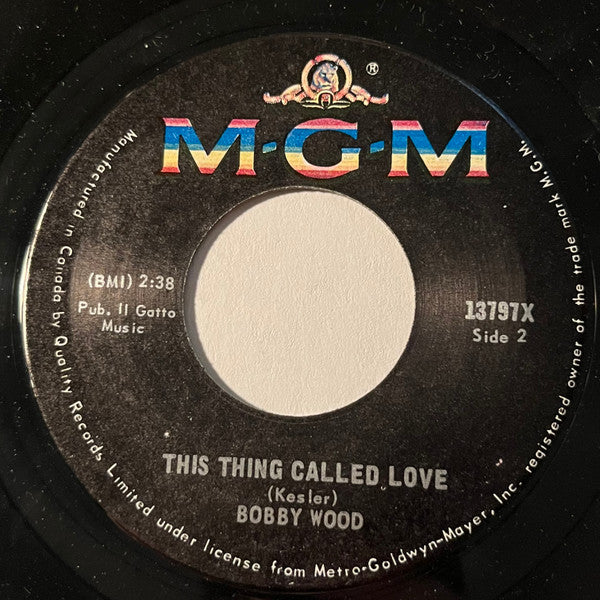 ®
M-G-M
(BMI) 2:38
Pub. Il Gatto
Music
13797X
Side 2
THIS THING CALLED LOVE
(Kesler)
BOBBY WOOD
Manufactured in Canada by Quality Records Limited under license from Metro-Goldwyn-Mayer, Inc. registered owner of the trade mark M.G.M.